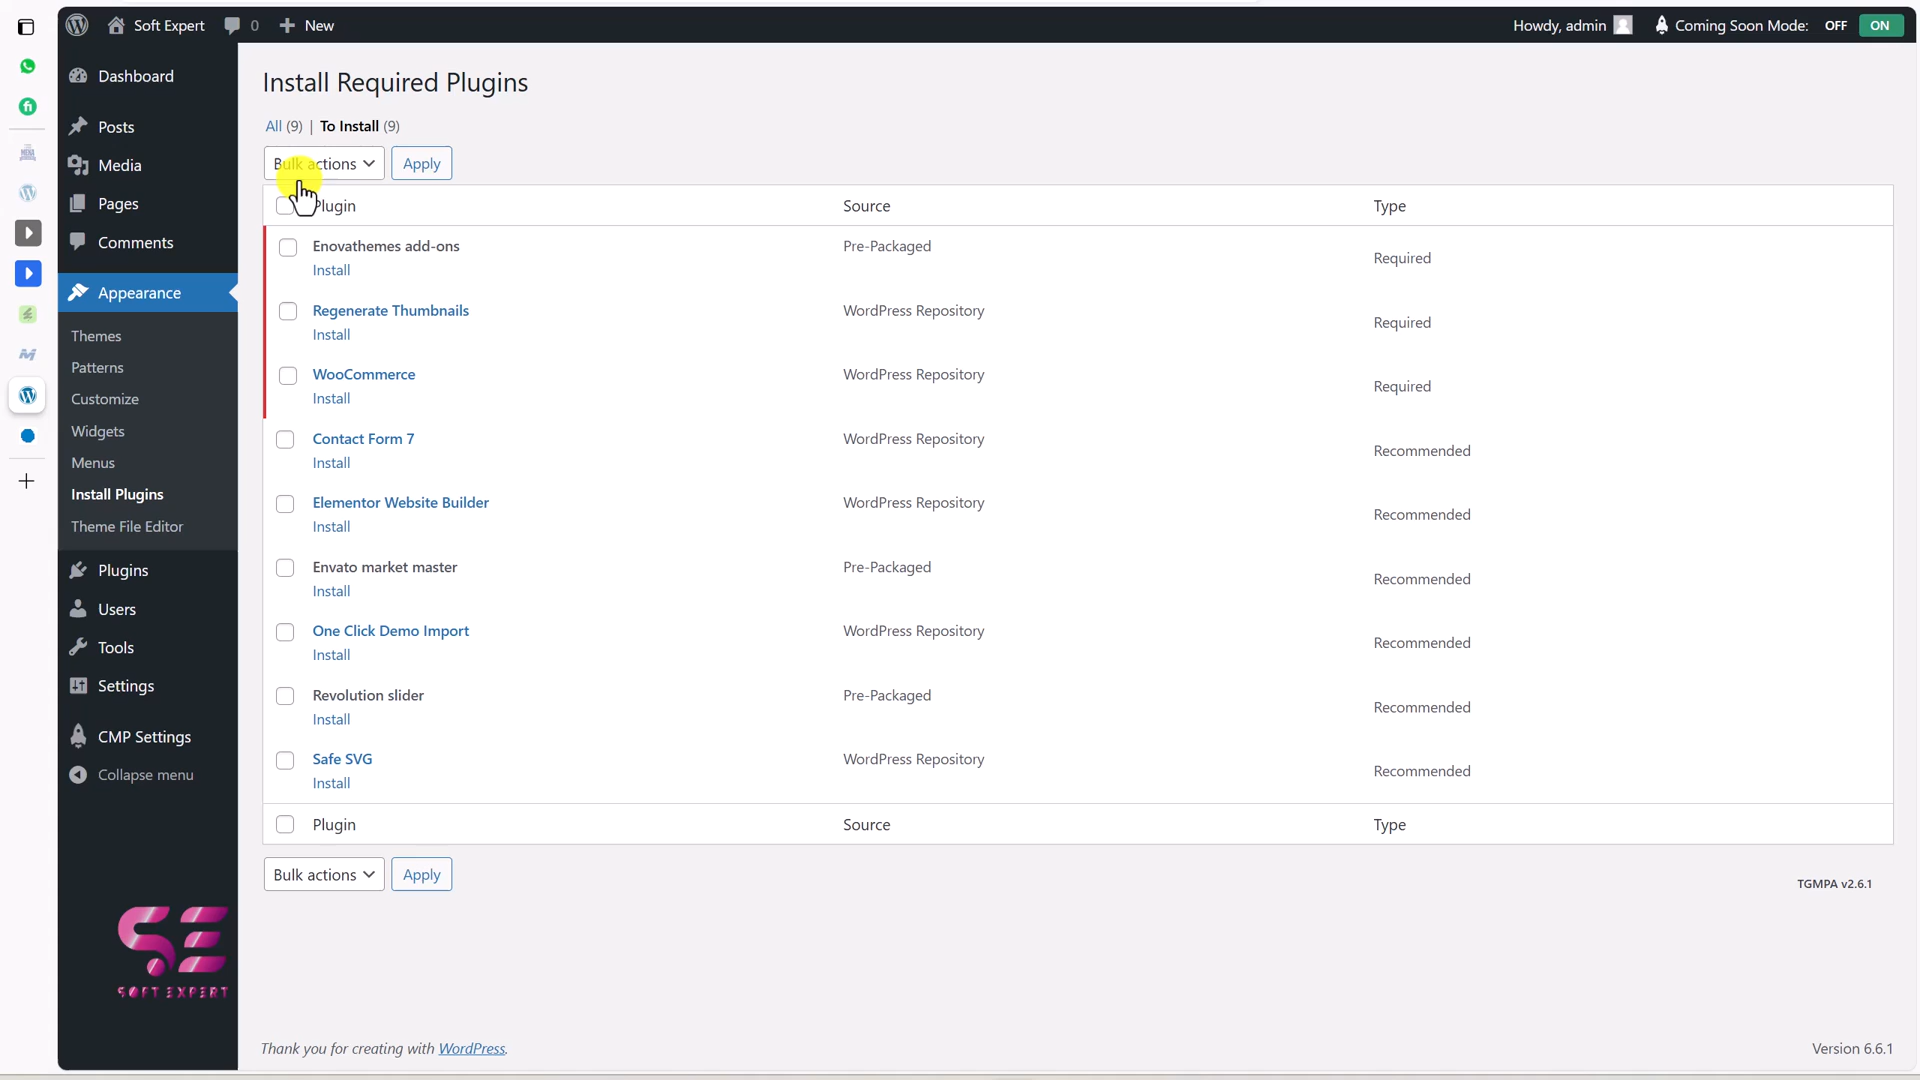 Soft Expert 0 New Howdy, admin Coming Soon Mode: OFF ON
Dashboard
Posts
Media
Pages
Comments
Appearance
Themes
Patterns
Customize
Widgets
Menus
Install Plugins
Theme File Editor
Plugins
Users
Tools
Settings
CMP Settings
Collapse menu
SE
SOFT EXPERT
Install Required Plugins
All (9) | To Install (9)
Bulk actions Apply
Plugin Source Type
Enovathemes add-ons Pre-Packaged Required
Install
Regenerate Thumbnails WordPress Repository Required
Install
WooCommerce WordPress Repository Required
Install
Contact Form 7 WordPress Repository Recommended
Install
Elementor Website Builder WordPress Repository Recommended
Install
Envato market master Pre-Packaged Recommended
Install
One Click Demo Import WordPress Repository Recommended
Install
Revolution slider Pre-Packaged Recommended
Install
Safe SVG WordPress Repository Recommended
Install
Plugin Source Type
Bulk actions Apply
TGMPA v2.6.1
Thank you for creating with WordPress. Version 6.6.1